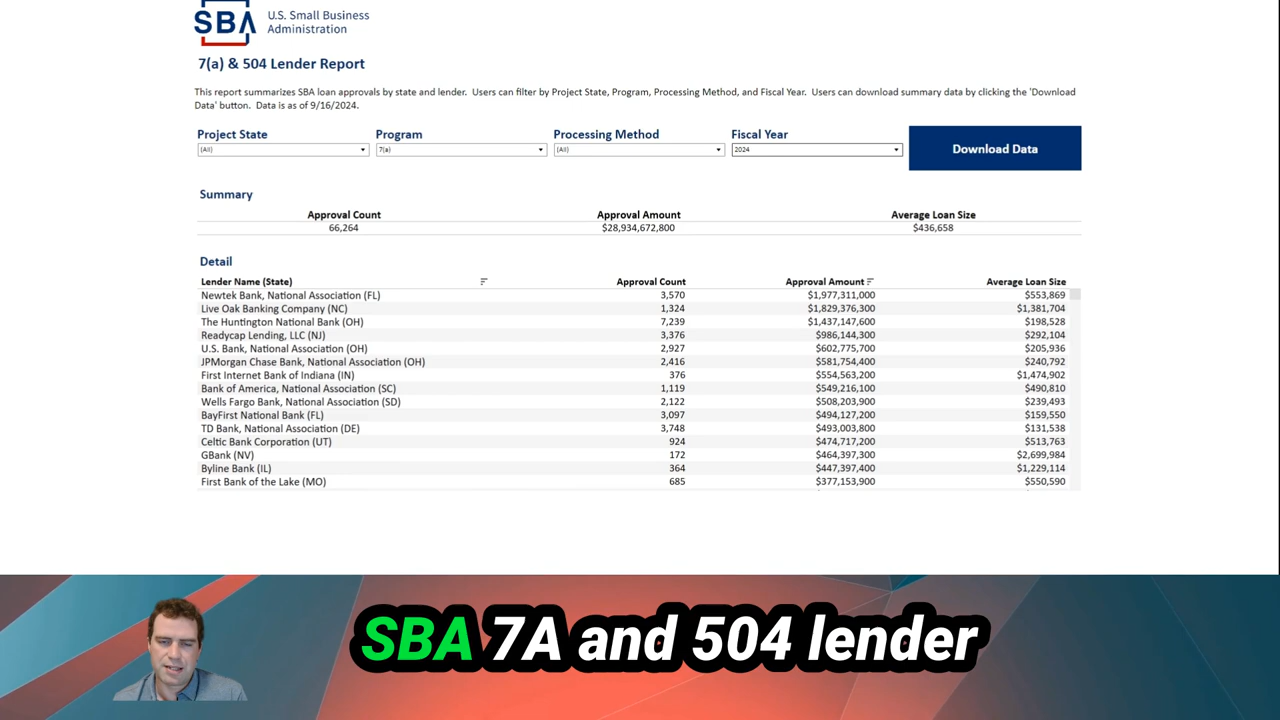 SBA
U.S. Small Business
Administration
7(a) & 504 Lender Report
This report summarizes SBA loan approvals by state and lender. Users can filter by Project State, Program, Processing Method, and Fiscal Year. Users can download summary data by clicking the 'Download
Data' button. Data is as of 9/16/2024.
Project State Program Processing Method Fiscal Year
(All) 7(a) (All) 2024
Download Data
Summary
Approval Count Approval Amount Average Loan Size
66,264 $28,934,672,800 $436,658
Detail
Lender Name (State) Approval Count Approval Amount Average Loan Size
Newtek Bank, National Association (FL) 3,570 $1,977,311,000 $553,869
Live Oak Banking Company (NC) 1,324 $1,829,376,300 $1,381,704
The Huntington National Bank (OH) 7,239 $1,437,147,600 $198,528
Readycap Lending, LLC (NJ) 3,376 $986,144,300 $292,104
U.S. Bank, National Association (OH) 2,927 $602,775,700 $205,936
JPMorgan Chase Bank, National Association (OH) 2,416 $581,754,400 $240,792
First Internet Bank of Indiana (IN) 376 $554,563,200 $1,474,902
Bank of America, National Association (SC) 1,119 $549,216,100 $490,810
Wells Fargo Bank, National Association (SD) 2,122 $508,203,900 $239,493
BayFirst National Bank (FL) 3,097 $494,127,200 $159,550
TD Bank, National Association (DE) 3,748 $493,003,800 $131,538
Celtic Bank Corporation (UT) 924 $474,717,200 $513,763
GBank (NV) 172 $464,397,300 $2,699,984
Byline Bank (IL) 364 $447,397,400 $1,229,114
First Bank of the Lake (MO) 685 $377,153,900 $550,590
SBA 7A and 504 lender